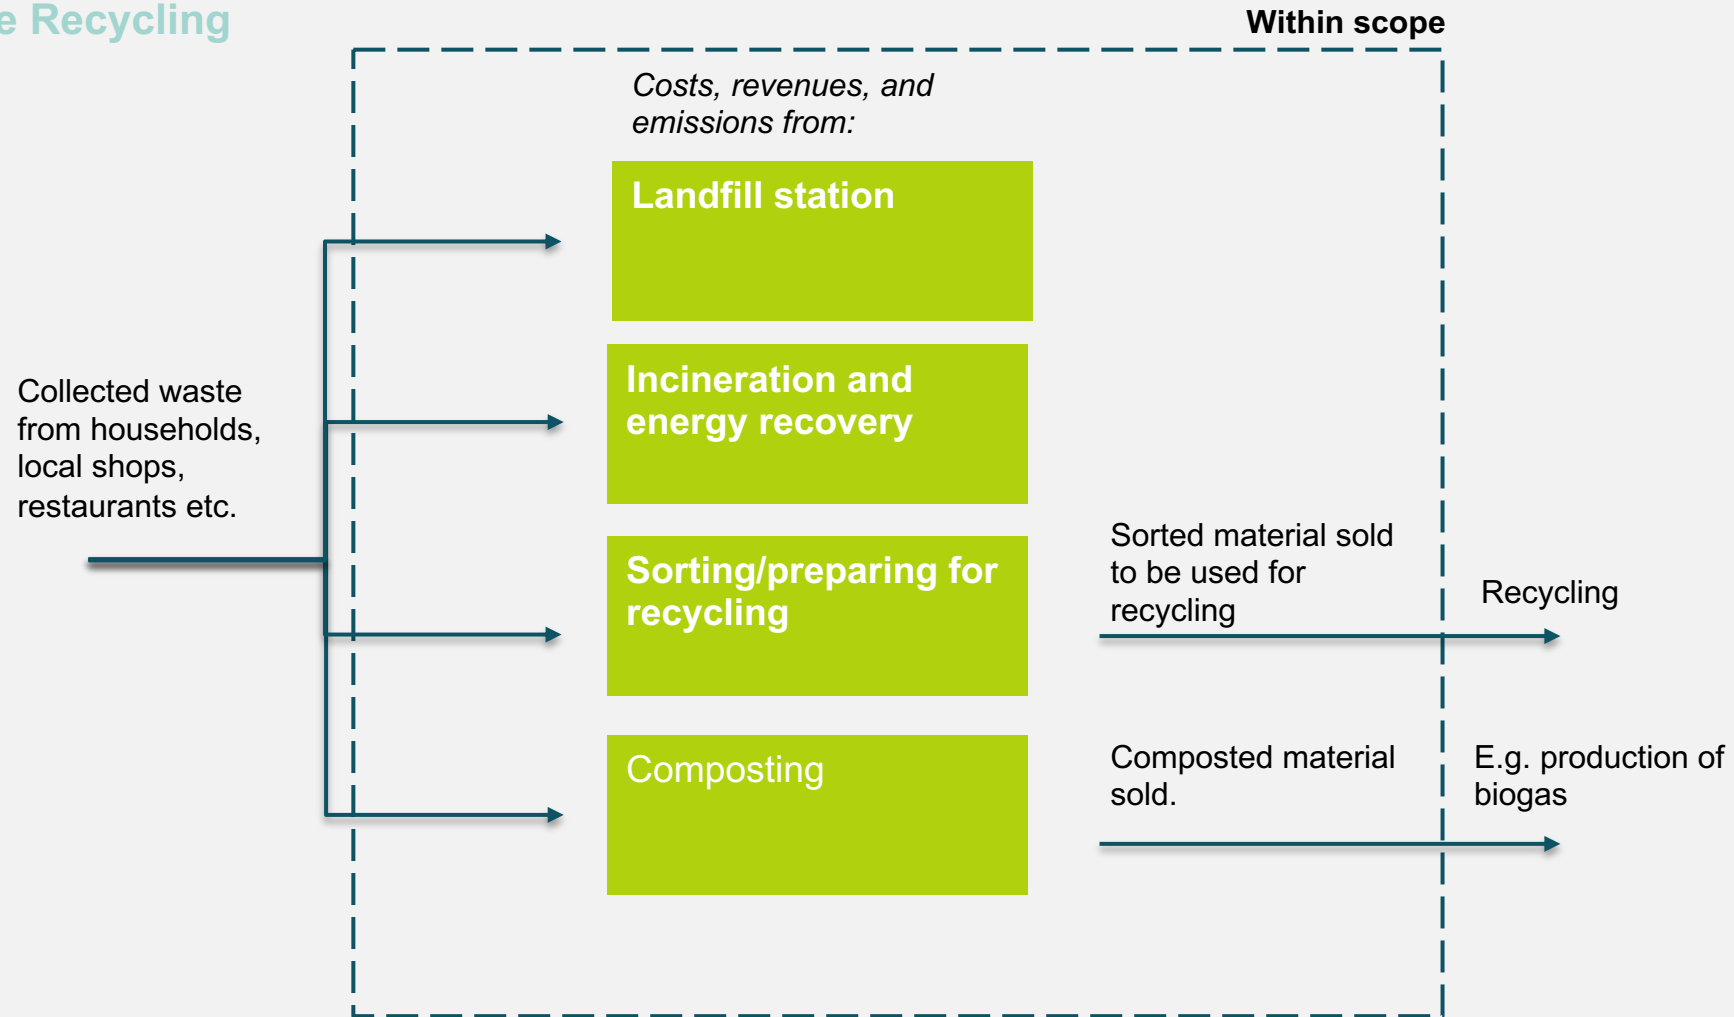 e Recycling
Within scope
Costs, revenues, and
emissions from:
Landfill station
Incineration and
energy recovery
Collected waste
from households,
local shops,
restaurants etc.
Sorting/preparing for
recycling
Sorted material sold
to be used for
recycling
Recycling
Composting
Composted material
sold.
E.g. production of
biogas